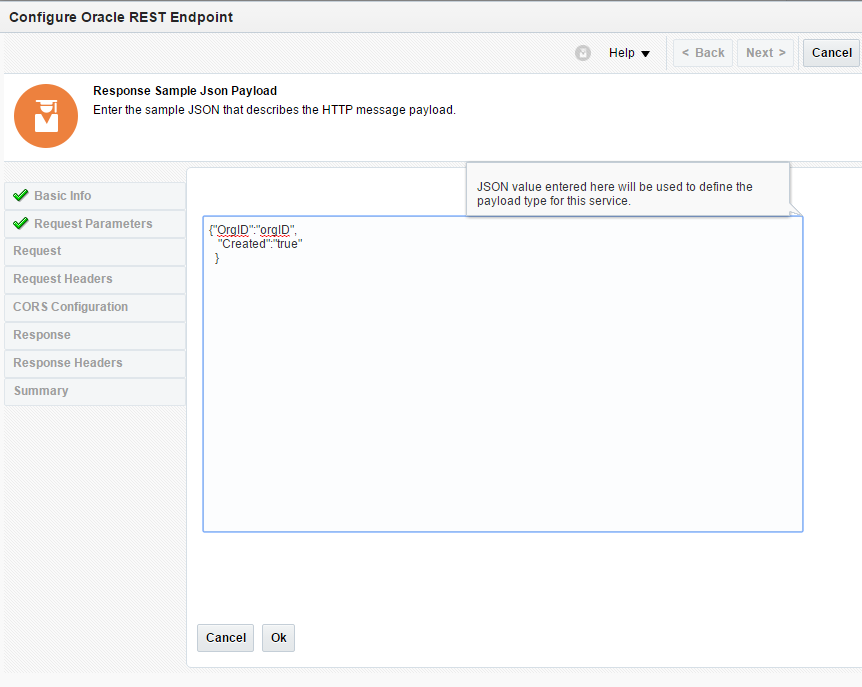 Configure Oracle REST Endpoint
Help
< Back
Next >
Cancel
Response Sample Json Payload
Enter the sample JSON that describes the HTTP message payload.
Basic Info
Request Parameters
Request
Request Headers
CORS Configuration
Response
Response Headers
Summary
JSON value entered here will be used to define the
payload type for this service.
{"OrgID":"orgID",
"Created":"true"
}
Cancel
Ok